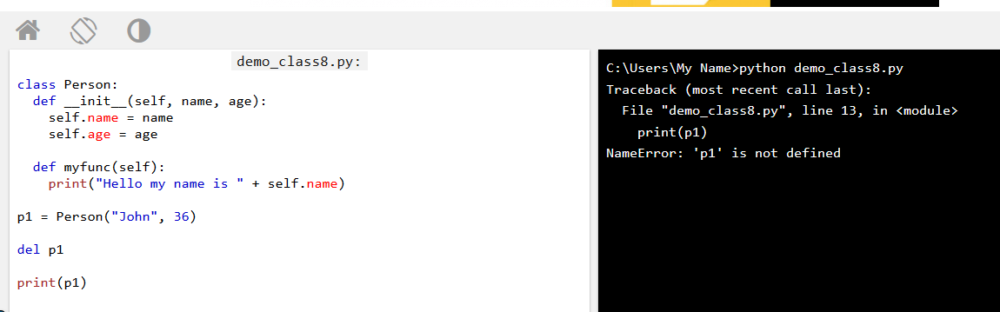 demo_class8.py:
class Person:
  def __init__(self, name, age):
    self.name = name
    self.age = age
  def myfunc(self):
    print("Hello my name is " + self.name)
p1 = Person("John", 36)
del p1
print(p1)
C:\Users\My Name>python demo_class8.py
Traceback (most recent call last):
  File "demo_class8.py", line 13, in <module>
    print(p1)
NameError: 'p1' is not defined